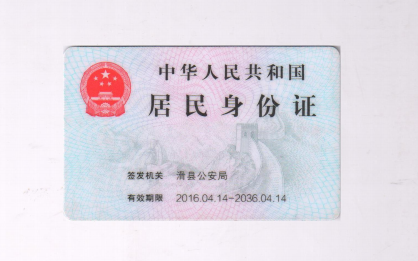 中华人民共和国
居民身份证
签发机关 滑县公安局
有效期限 2016.04.14-2036.04.14